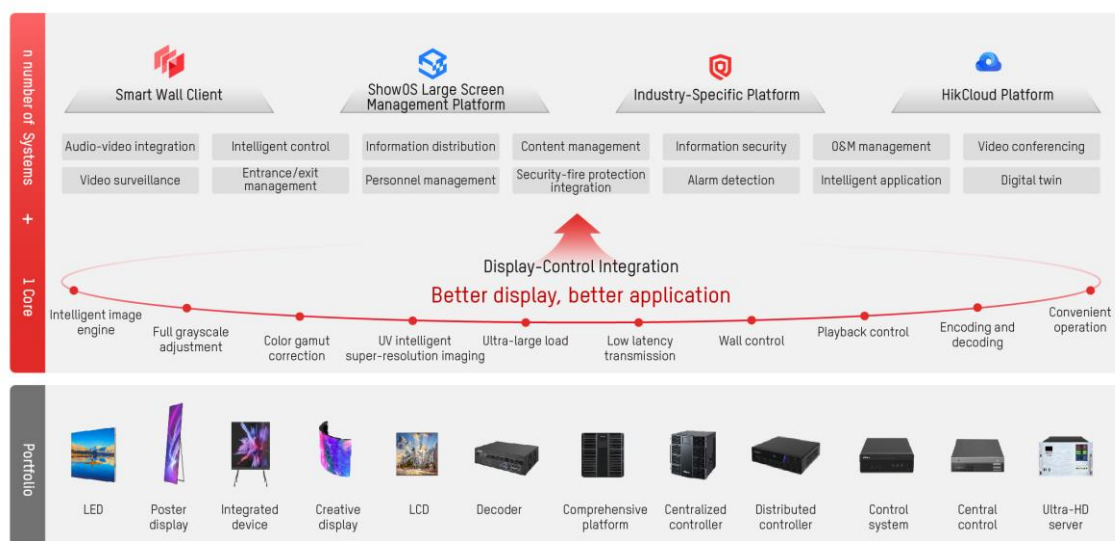 n number of Systems + 1 Core
Smart Wall Client
ShowOS Large Screen
Management Platform
Industry-Specific Platform
HikCloud Platform
Audio-video integration
Intelligent control
Information distribution
Content management
Information security
O&M management
Video conferencing
Video surveillance
Entrance/exit
management
Personnel management
Security-fire protection
integration
Alarm detection
Intelligent application
Digital twin
Display-Control Integration
Better display, better application
Intelligent image
engine
Full grayscale
adjustment
Color gamut
correction
UV intelligent
super-resolution imaging
Ultra-large load
Low latency
transmission
Wall control
Playback control
Encoding and
decoding
Convenient
operation
Portfolio
LED
Poster
display
Integrated
device
Creative
display
LCD
Decoder
Comprehensive
platform
Centralized
controller
Distributed
controller
Control
system
Central
control
Ultra-HD
server